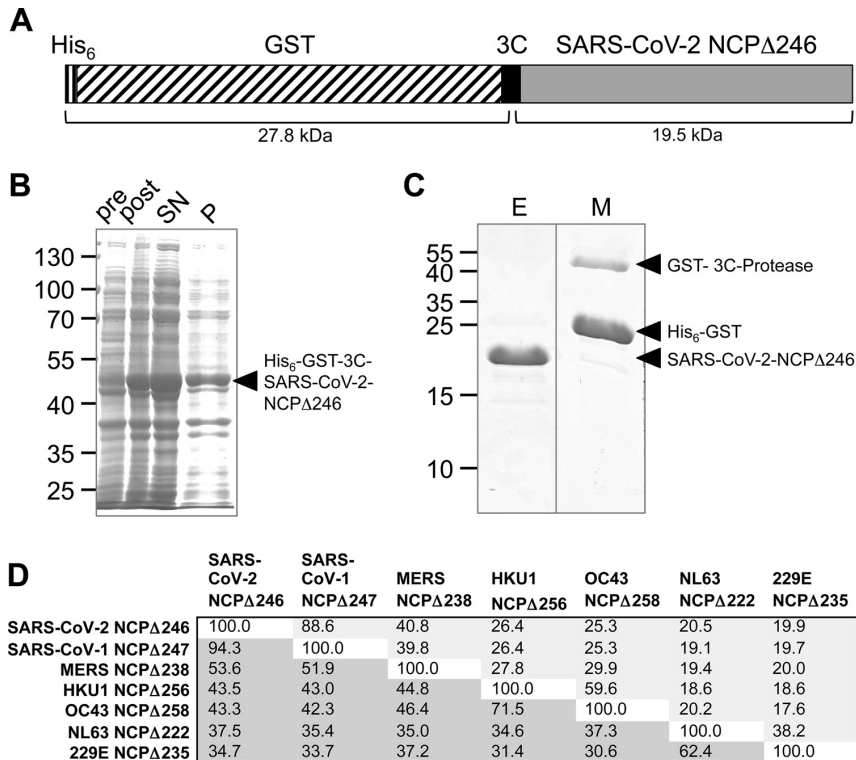 A
His6 GST 3C SARS-CoV-2 NCPΔ246
27.8 kDa 19.5 kDa
B
pre post SN P
130
100
70
55
40
35
25
His6-GST-3C-
SARS-CoV-2-
NCPΔ246
C
E M
55
40
35
25
15
10
GST- 3C-Protease
His6-GST
SARS-CoV-2-NCPΔ246
D
SARS-CoV-2 NCPΔ246 SARS-CoV-1 NCPΔ247 MERS NCPΔ238 HKU1 NCPΔ256 OC43 NCPΔ258 NL63 NCPΔ222 229E NCPΔ235
SARS-CoV-2 NCPΔ246 100.0 88.6 40.8 26.4 25.3 20.5 19.9
SARS-CoV-1 NCPΔ247 94.3 100.0 39.8 26.4 25.3 19.1 19.7
MERS NCPΔ238 53.6 51.9 100.0 27.8 29.9 19.4 20.0
HKU1 NCPΔ256 43.5 43.0 44.8 100.0 59.6 18.6 18.6
OC43 NCPΔ258 43.3 42.3 46.4 71.5 100.0 20.2 17.6
NL63 NCPΔ222 37.5 35.4 35.0 34.6 37.3 100.0 38.2
229E NCPΔ235 34.7 33.7 37.2 31.4 30.6 62.4 100.0